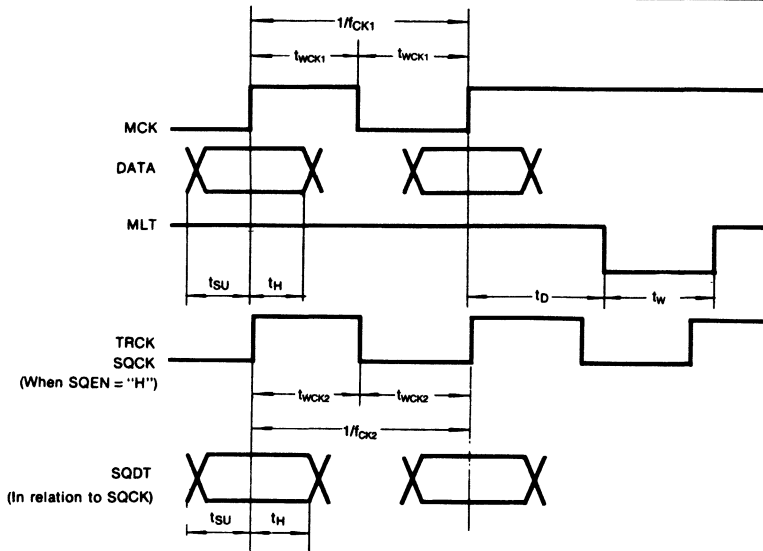 1/fCK1
tWCK1 tWCK1
MCK
DATA
MLT
tSU tH tD tW
TRCK
SQCK
(When SQEN = "H")
tWCK2 tWCK2
1/fCK2
SQDT
(In relation to SQCK)
tSU tH